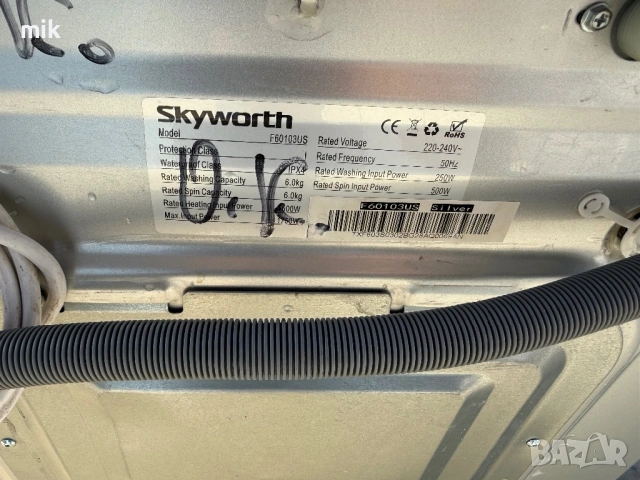 mik
Skyworth
Model F60103US
Protection Class
Waterproof Class IPX4
Rated Washing Capacity 6.0kg
Rated Spin Capacity 6.0kg
Rated Heating Input Power
Max. Input Power
CE RoHS
Rated Voltage 220-240V~
Rated Frequency 50Hz
Rated Washing Input Power 250W
Rated Spin Input Power 500W
F60103US Silver
O.K.
BAZAR